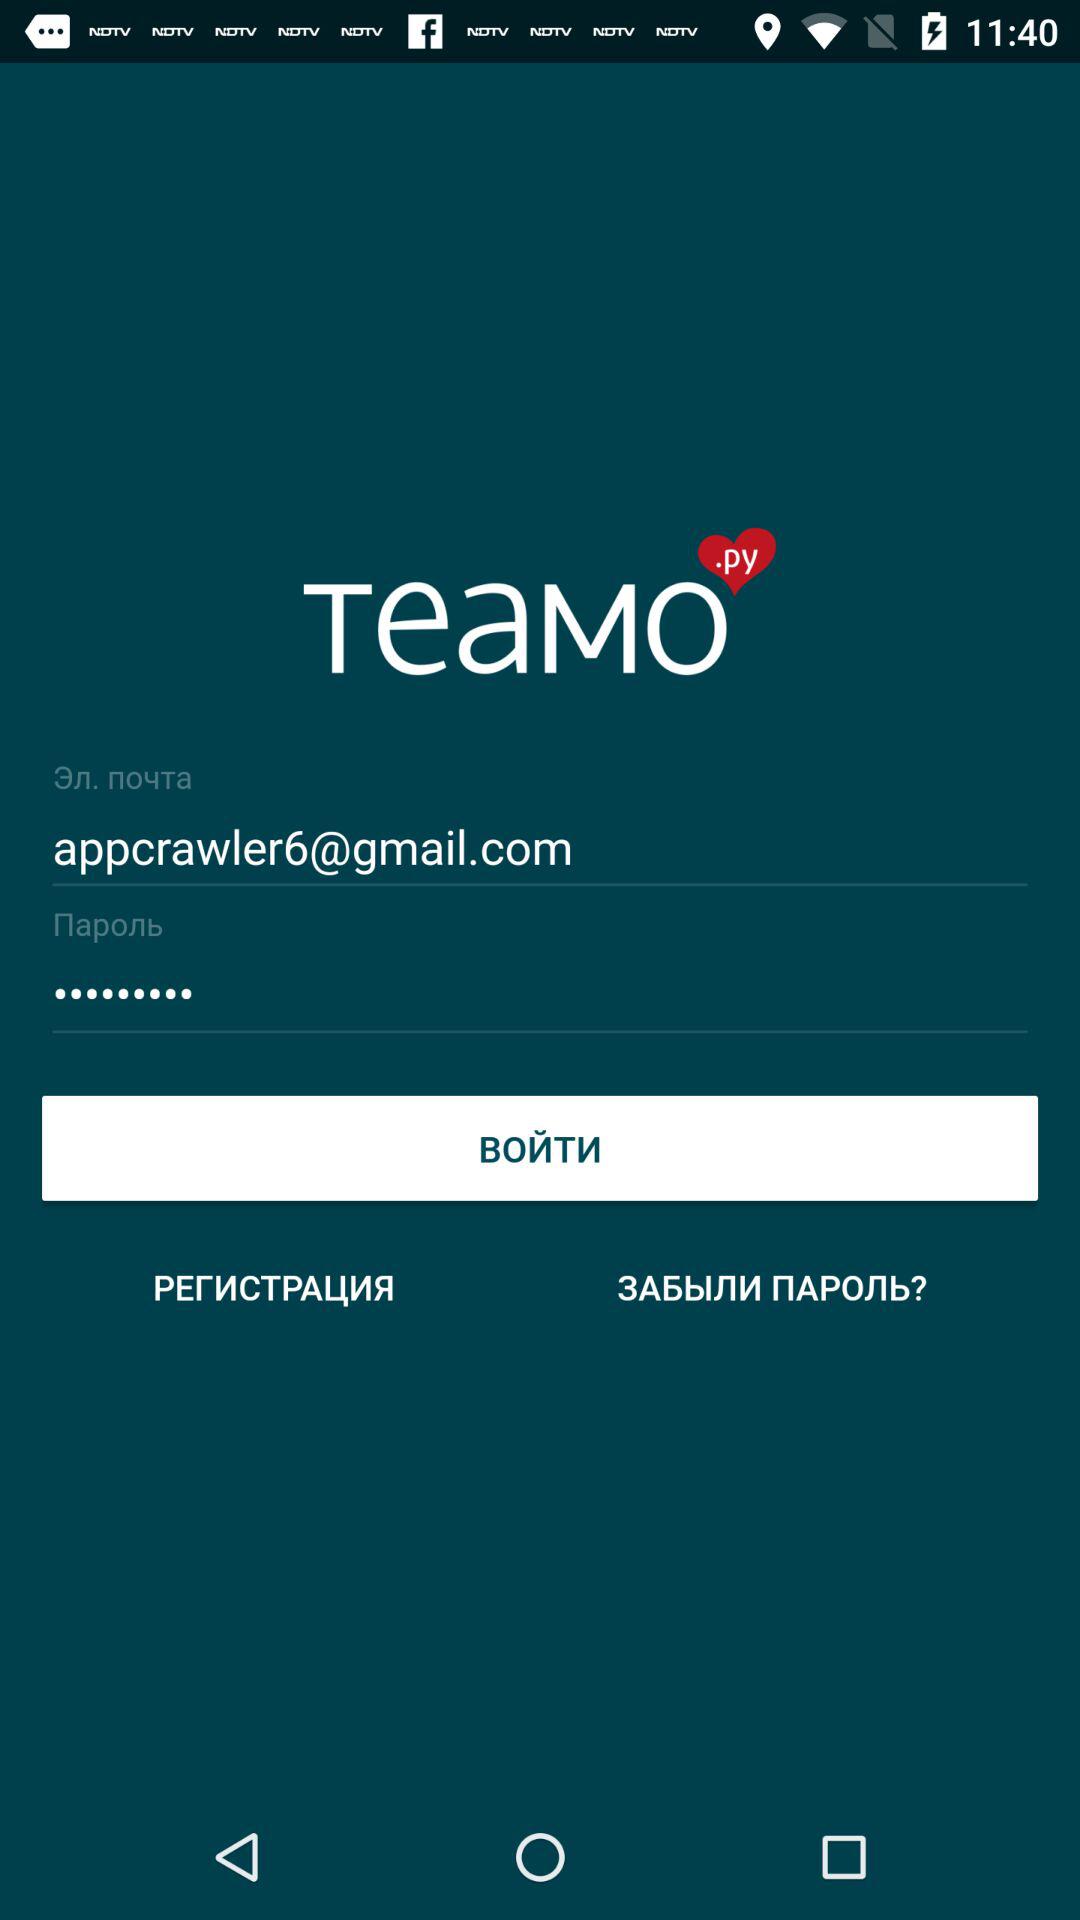 NDTV NDTV NDTV NDTV NDTV NDTV NDTV NDTV NDTV 11:40
теамо.ру
Эл. почта
appcrawler6@gmail.com
Пароль
•••••••••
ВОЙТИ
РЕГИСТРАЦИЯ ЗАБЫЛИ ПАРОЛЬ?